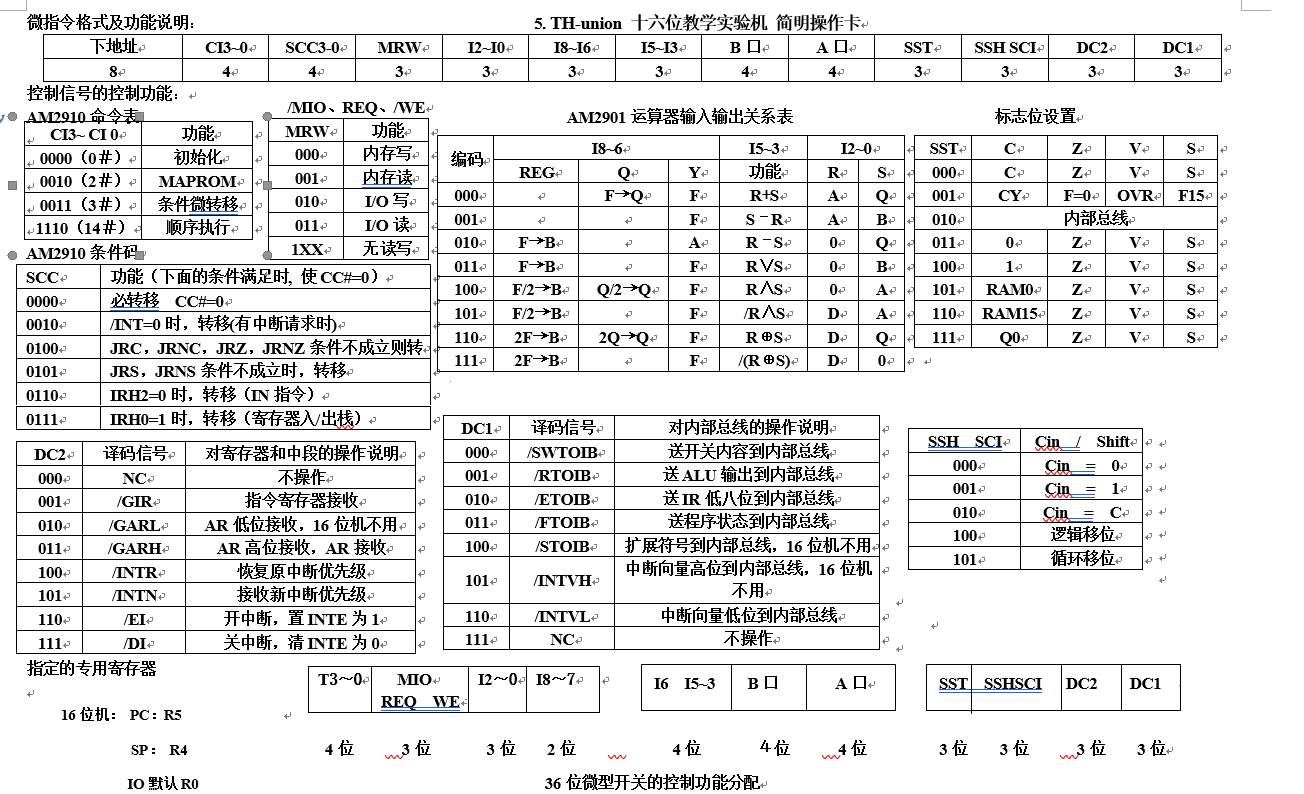 微指令格式及功能说明: 5. TH-union 十六位教学实验机 简明操作卡
下地址 CI3~0 SCC3-0 MRW I2~I0 I8~I6 I5~I3 B 口 A 口 SST SSH SCI DC2 DC1
8 4 4 3 3 3 3 4 4 3 3 3 3
控制信号的控制功能:
AM2910 命令表
CI3~ CI 0 功能
0000（0#） 初始化
0010（2#） MAPROM
0011（3#） 条件微转移
1110（14#） 顺序执行
/MIO、REQ、/WE
MRW 功能
000 内存写
001 内存读
010 I/O 写
011 I/O 读
1XX 无读写
AM2901 运算器输入输出关系表
编码 I8~6 I5~3 I2~0
REG Q Y 功能 R S
000 F→Q F R+S A Q
001 F S－R A B
010 F→B A R－S 0 Q
011 F→B F R∨S 0 B
100 F/2→B Q/2→Q F R∧S 0 A
101 F/2→B F /R∧S D A
110 2F→B 2Q→Q F R⊕S D Q
111 2F→B F /(R⊕S) D 0
标志位设置
SST C Z V S
000 C Z V S
001 CY F=0 OVR F15
010 内部总线
011 0 Z V S
100 1 Z V S
101 RAM0 Z V S
110 RAM15 Z V S
111 Q0 Z V S
AM2910 条件码
SCC 功能（下面的条件满足时, 使 CC#=0）
0000 必转移 CC#=0
0010 /INT=0 时，转移(有中断请求时)
0100 JRC，JRNC，JRZ，JRNZ 条件不成立则转
0101 JRS，JRNS 条件不成立时，转移
0110 IRH2=0 时，转移（IN 指令）
0111 IRH0=1 时，转移（寄存器入/出栈）
DC2 译码信号 对寄存器和中段的操作说明
000 NC 不操作
001 /GIR 指令寄存器接收
010 /GARL AR 低位接收，16 位机不用
011 /GARH AR 高位接收，AR 接收
100 /INTR 恢复原中断优先级
101 /INTN 接收新中断优先级
110 /EI 开中断，置 INTE 为 1
111 /DI 关中断，清 INTE 为 0
DC1 译码信号 对内部总线的操作说明
000 /SWTOIB 送开关内容到内部总线
001 /RTOIB 送 ALU 输出到内部总线
010 /ETOIB 送 IR 低八位到内部总线
011 /FTOIB 送程序状态到内部总线
100 /STOIB 扩展符号到内部总线，16 位机不用
101 /INTVH 中断向量高位到内部总线，16 位机
不用
110 /INTVL 中断向量低位到内部总线
111 NC 不操作
SSH SCI Cin / Shift
000 Cin = 0
001 Cin = 1
010 Cin = C
100 逻辑移位
101 循环移位
指定的专用寄存器
16 位机： PC：R5
SP： R4
IO 默认 R0
T3～0 MIO I2～0 I8～7 I6 I5~3 B 口 A 口 SST SSHSCI DC2 DC1
REQ WE
4 位 3 位 3 位 2 位 4 位 4 位 4 位 3 位 3 位 3 位 3 位
36 位微型开关的控制功能分配